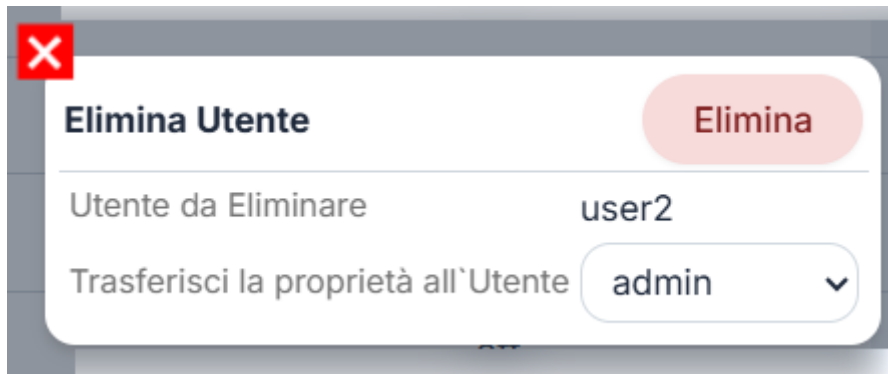 Elimina Utente
Elimina
Utente da Eliminare
user2
Trasferisci la proprietà all`Utente
admin